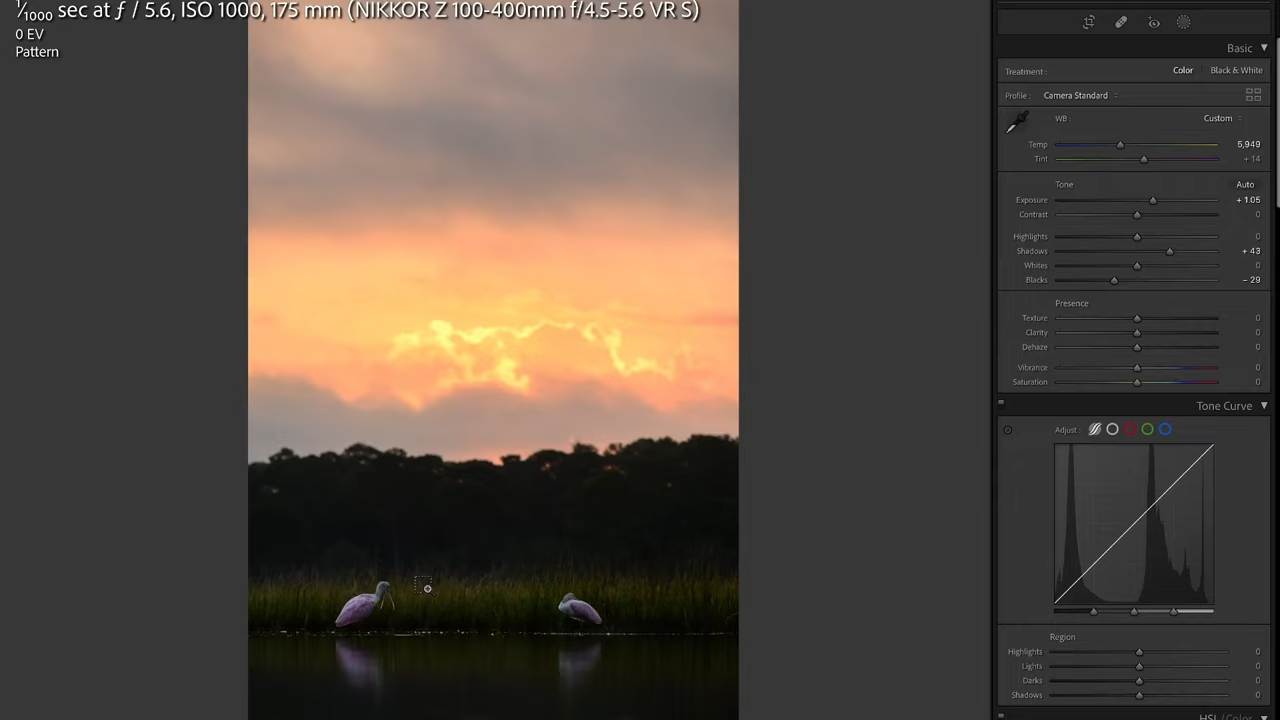 1/1000 sec at ƒ / 5.6, ISO 1000, 175 mm (NIKKOR Z 100-400mm f/4.5-5.6 VR S)
0 EV
Pattern
Basic
Treatment : Color Black & White
Profile : Camera Standard
WB : Custom
Temp 5,949
Tint + 14
Tone Auto
Exposure + 1.05
Contrast 0
Highlights 0
Shadows + 43
Whites 0
Blacks − 29
Presence
Texture 0
Clarity 0
Dehaze 0
Vibrance 0
Saturation 0
Tone Curve
Adjust :
Region
Highlights 0
Lights 0
Darks 0
Shadows 0
HSL / Color